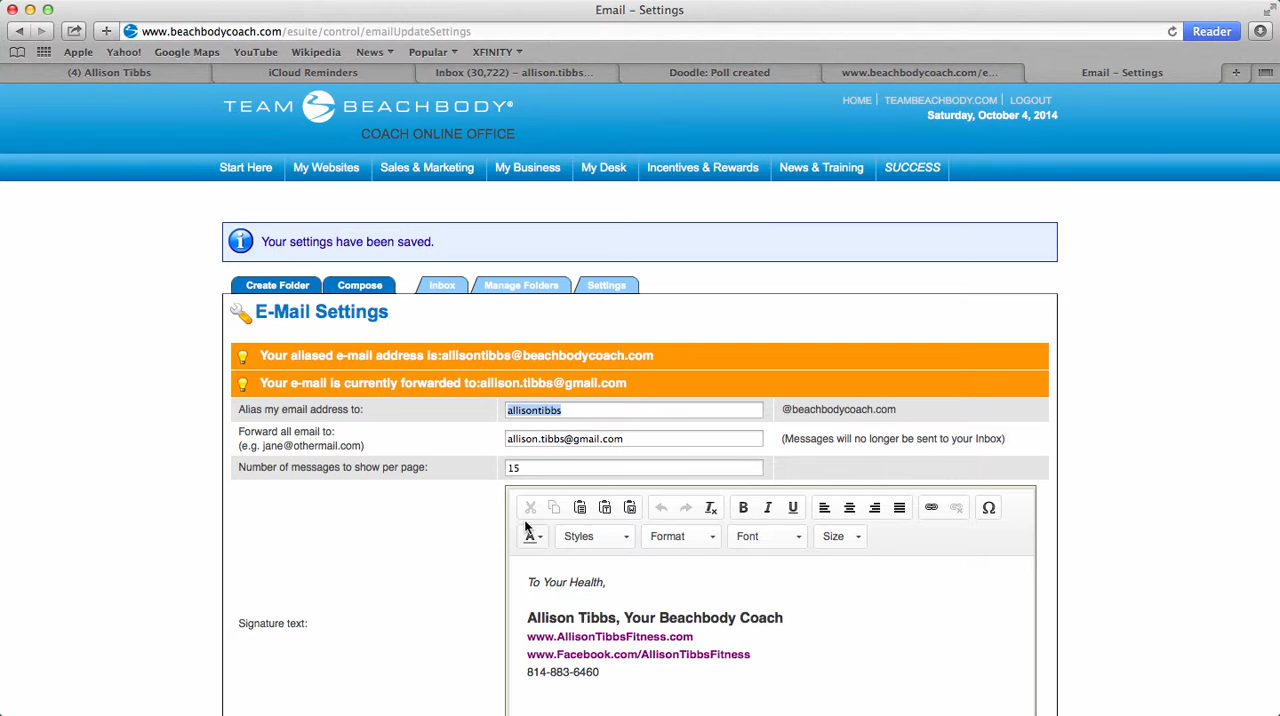 Email – Settings
www.beachbodycoach.com/esuite/control/emailUpdateSettings
Reader
Apple Yahoo! Google Maps YouTube Wikipedia News Popular XFINITY
(4) Allison Tibbs
iCloud Reminders
Inbox (30,722) – allison.tibbs...
Doodle: Poll created
www.beachbodycoach.com/e...
Email – Settings
TEAM BEACHBODY®
COACH ONLINE OFFICE
HOME | TEAMBEACHBODY.COM | LOGOUT
Saturday, October 4, 2014
Start Here My Websites Sales & Marketing My Business My Desk Incentives & Rewards News & Training SUCCESS
Your settings have been saved.
Create Folder Compose Inbox Manage Folders Settings
E-Mail Settings
Your aliased e-mail address is:allisontibbs@beachbodycoach.com
Your e-mail is currently forwarded to:allison.tibbs@gmail.com
Alias my email address to: allisontibbs @beachbodycoach.com
Forward all email to:
(e.g. jane@othermail.com)
allison.tibbs@gmail.com (Messages will no longer be sent to your Inbox)
Number of messages to show per page: 15
B I U Ω
A Styles Format Font Size
Signature text:
To Your Health,
Allison Tibbs, Your Beachbody Coach
www.AllisonTibbsFitness.com
www.Facebook.com/AllisonTibbsFitness
814-883-6460